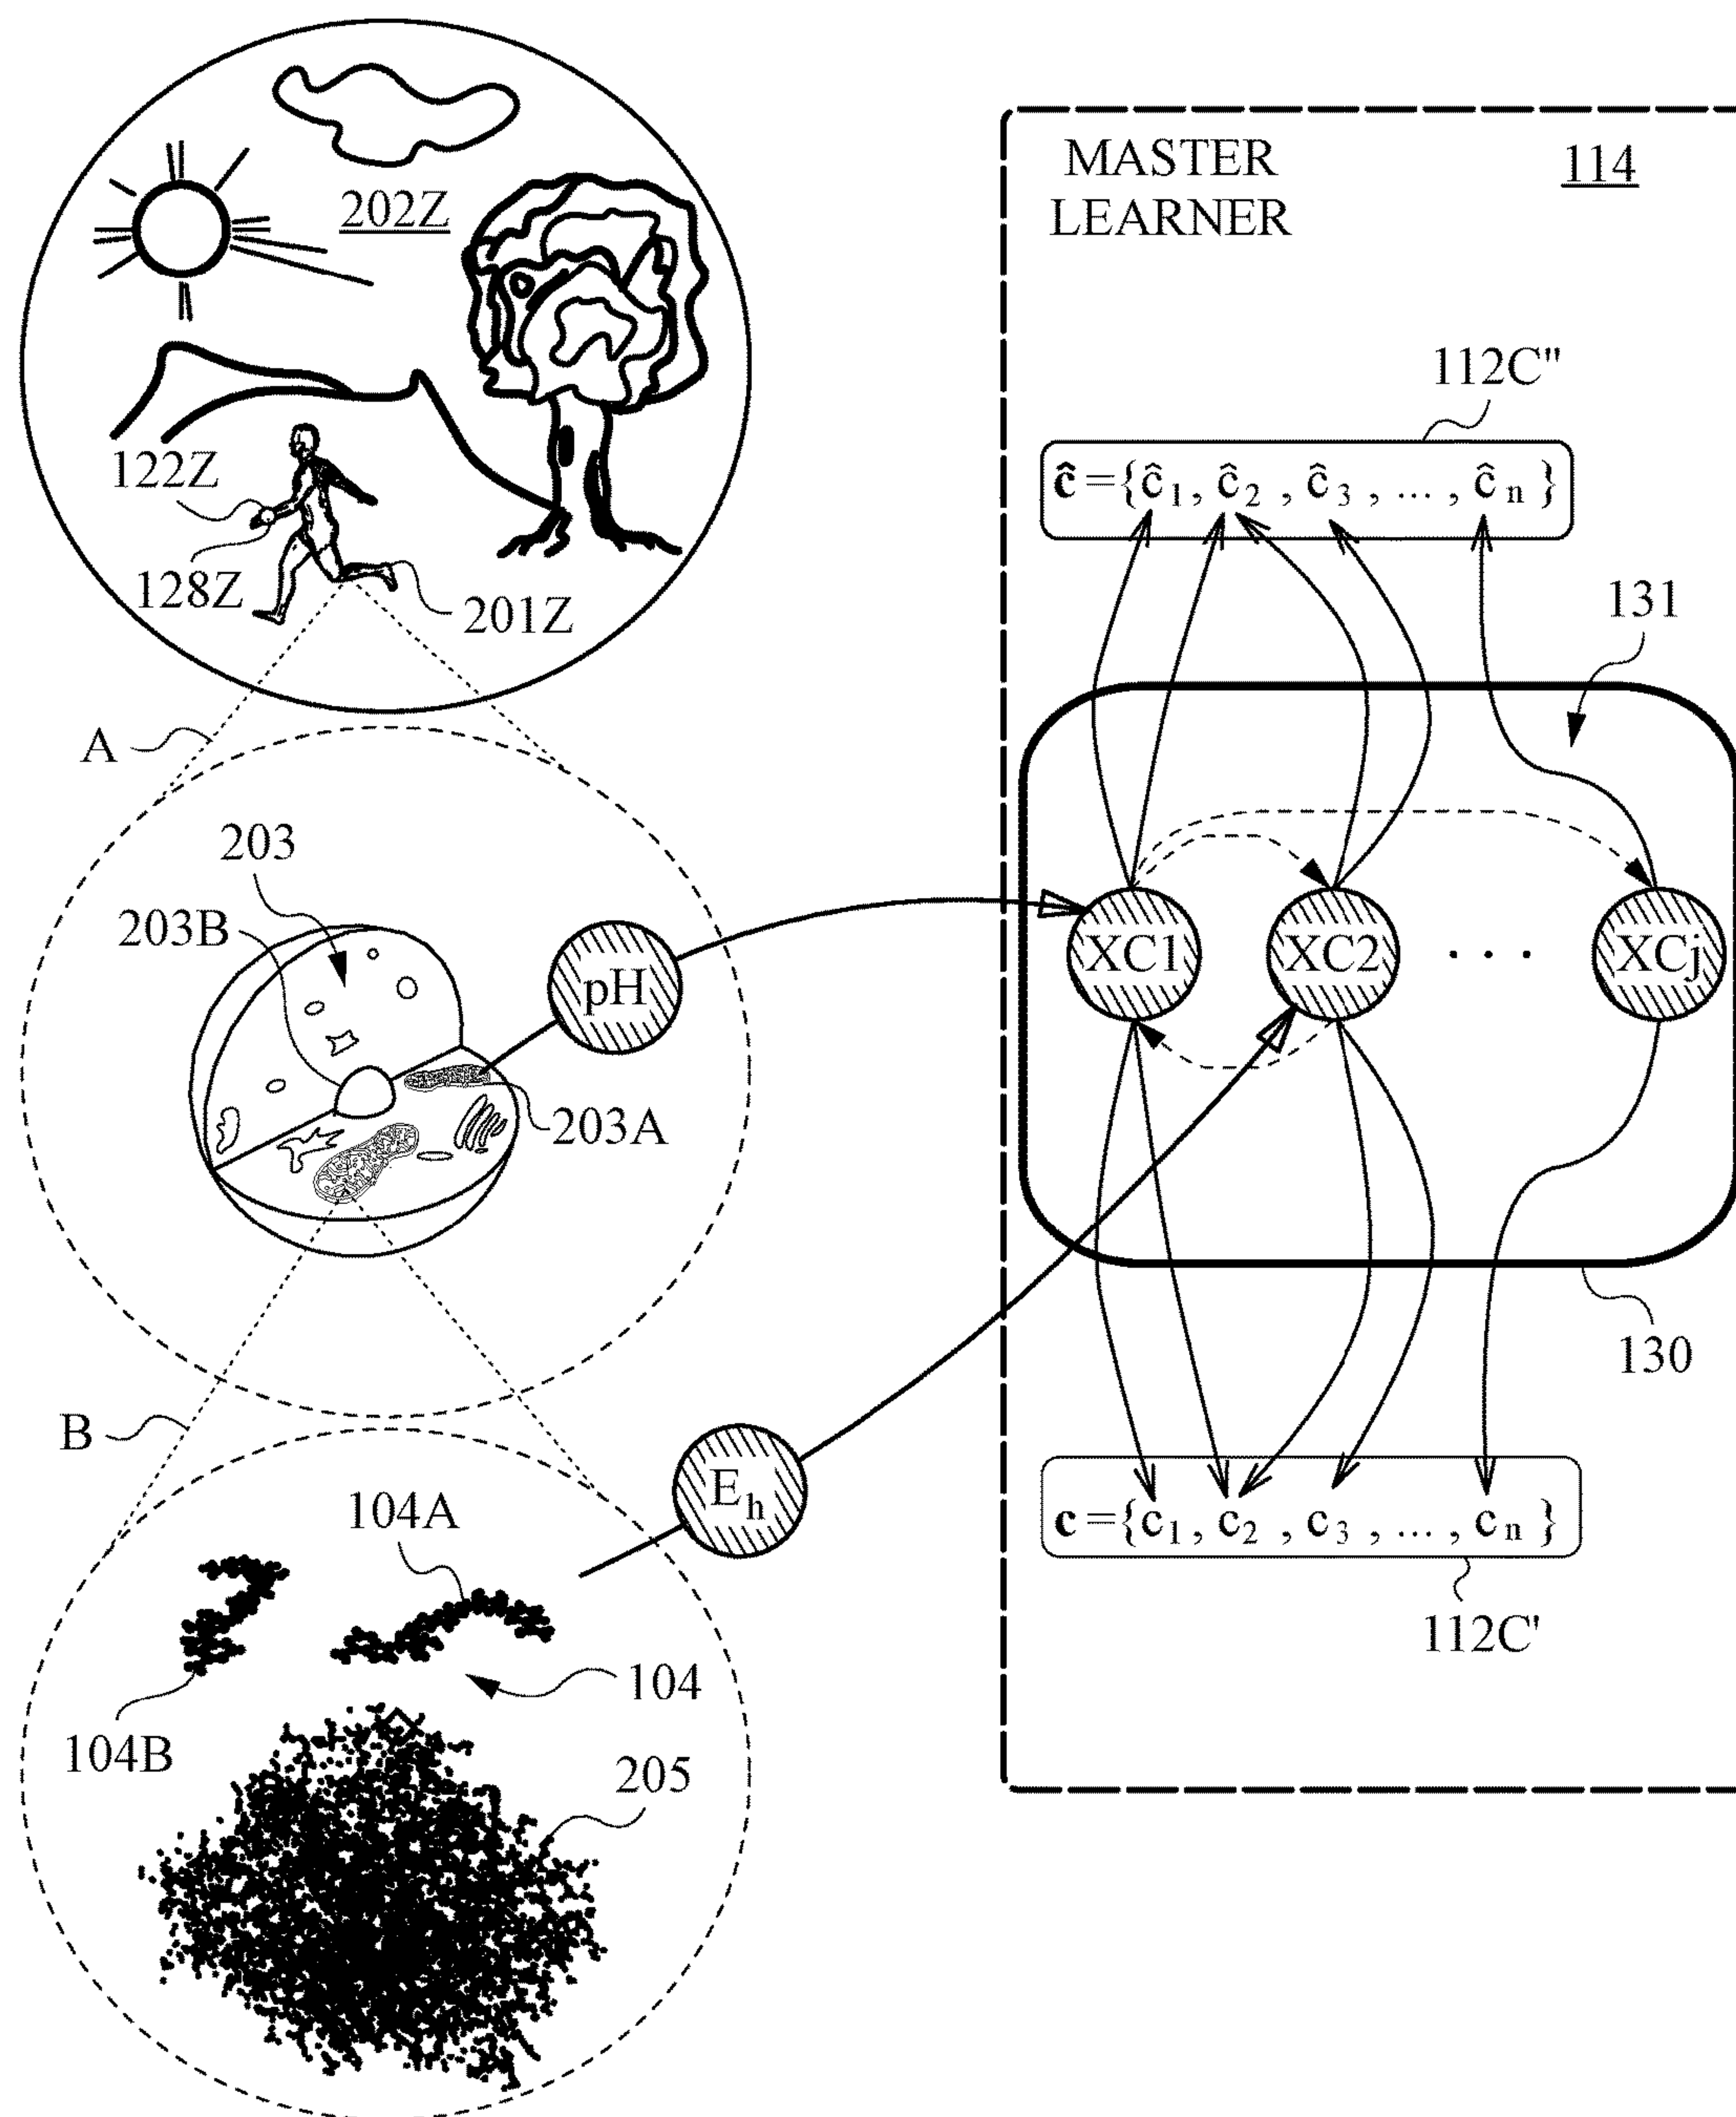 202Z
122Z
128Z
201Z
A
203
203B
pH
203A
B
Eh
104A
104
104B
205
MASTER
LEARNER
114
112C"
ĉ = {ĉ1, ĉ2, ĉ3, ..., ĉn}
131
XC1 XC2 . . . XCj
130
c = {c1, c2, c3, ..., cn}
112C'